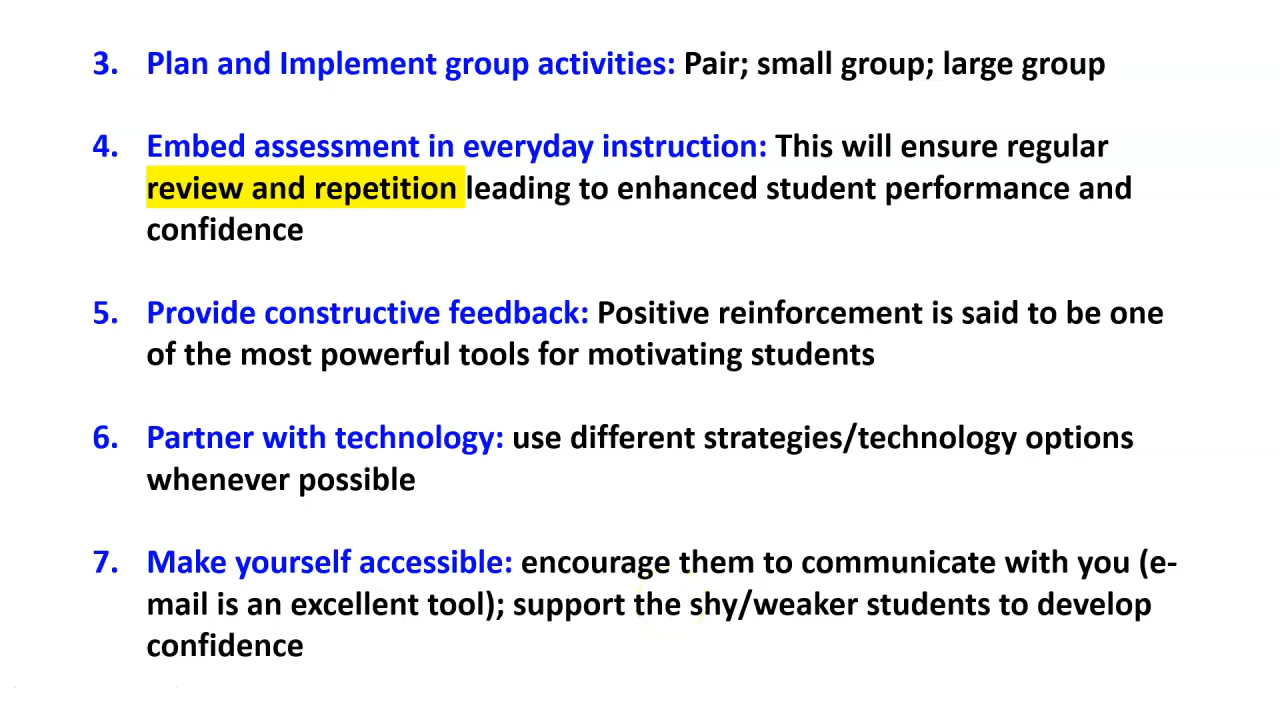 3. Plan and Implement group activities: Pair; small group; large group
4. Embed assessment in everyday instruction: This will ensure regular
review and repetition leading to enhanced student performance and
confidence
5. Provide constructive feedback: Positive reinforcement is said to be one
of the most powerful tools for motivating students
6. Partner with technology: use different strategies/technology options
whenever possible
7. Make yourself accessible: encourage them to communicate with you (e-
mail is an excellent tool); support the shy/weaker students to develop
confidence